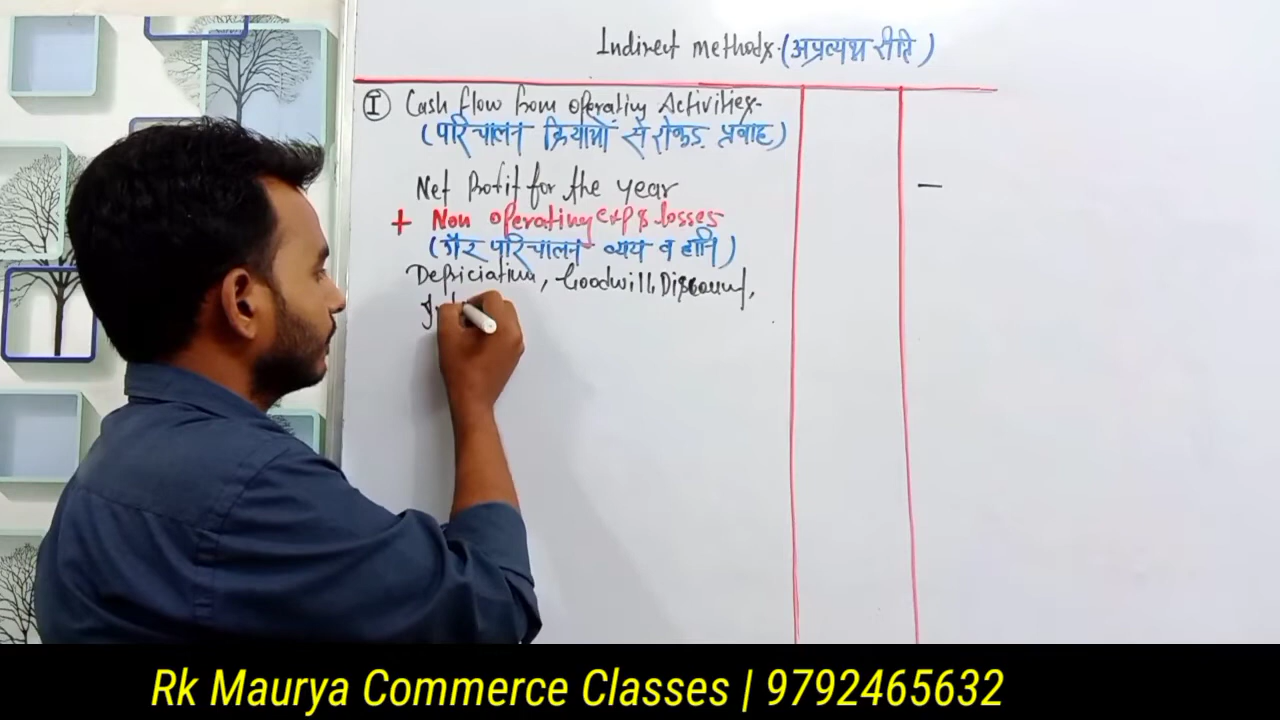 Indirect methods. (अप्रत्यक्ष रीति)
I Cash flow from operating Activities-
(परिचालन क्रियाओं से रोकड़ प्रवाह)
Net Profit for the year —
+ Non operating exp & losses
(गैर परिचालन व्यय व हानि)
Depriciation, Goodwill, Discount,
Rk Maurya Commerce Classes | 9792465632